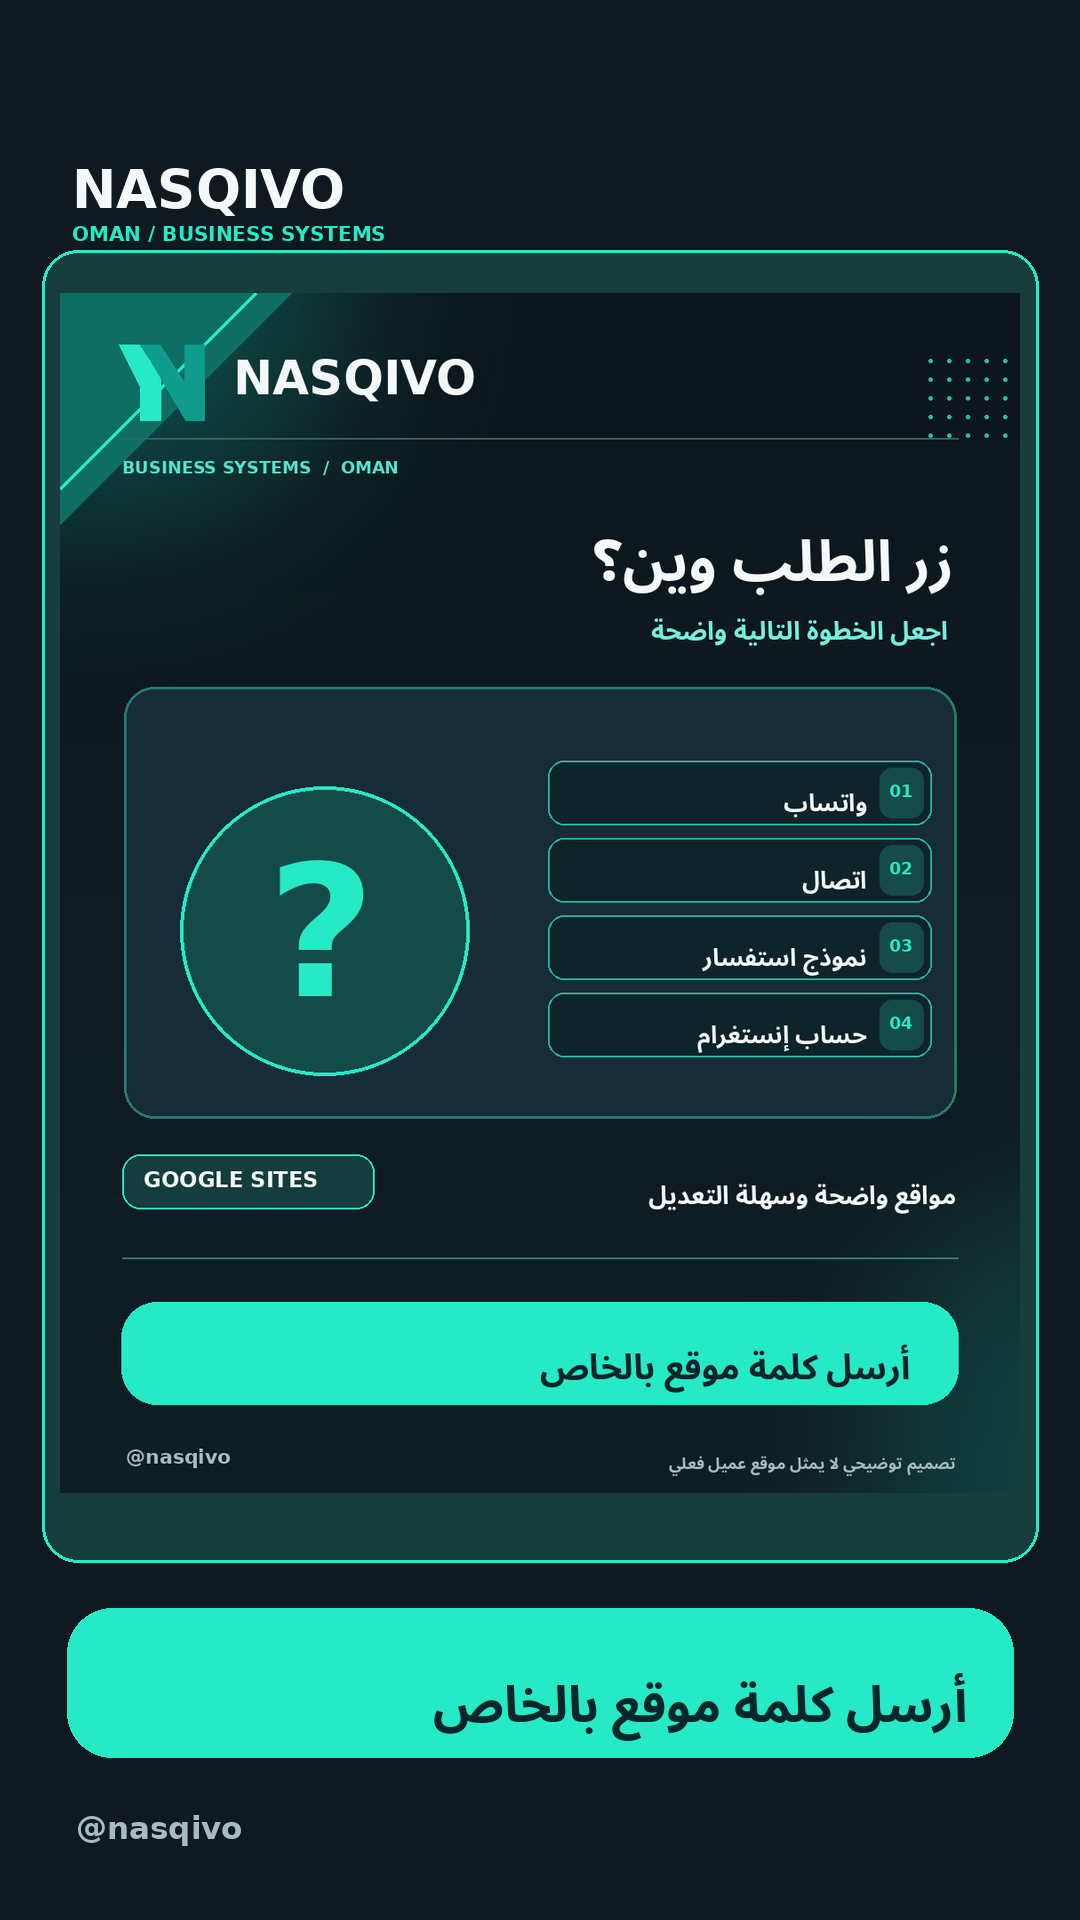 NASQIVO
OMAN / BUSINESS SYSTEMS
NASQIVO
BUSINESS SYSTEMS / OMAN
زر الطلب وين؟
اجعل الخطوة التالية واضحة
?
01 واتساب
02 اتصال
03 نموذج استفسار
04 حساب إنستغرام
مواقع واضحة وسهلة التعديل
GOOGLE SITES
أرسل كلمة موقع بالخاص
تصميم توضيحي لا يمثل موقع عميل فعلي
@nasqivo
أرسل كلمة موقع بالخاص
@nasqivo